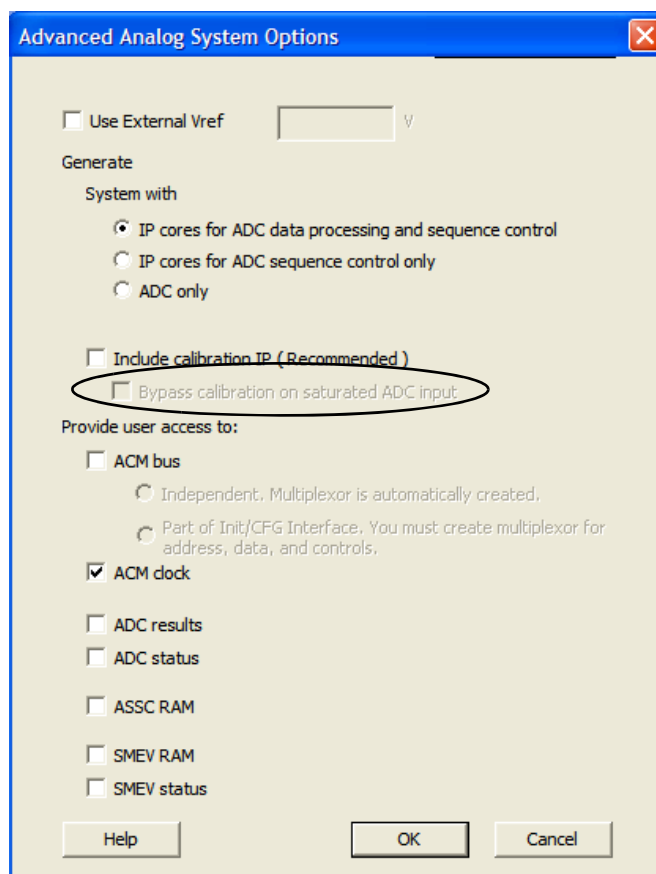 Advanced Analog System Options
Use External Vref V
Generate
System with
IP cores for ADC data processing and sequence control
IP cores for ADC sequence control only
ADC only
Include calibration IP ( Recommended )
Bypass calibration on saturated ADC input
Provide user access to:
ACM bus
Independent. Multiplexor is automatically created.
Part of Init/CFG Interface. You must create multiplexor for
address, data, and controls.
ACM clock
ADC results
ADC status
ASSC RAM
SMEV RAM
SMEV status
Help OK Cancel